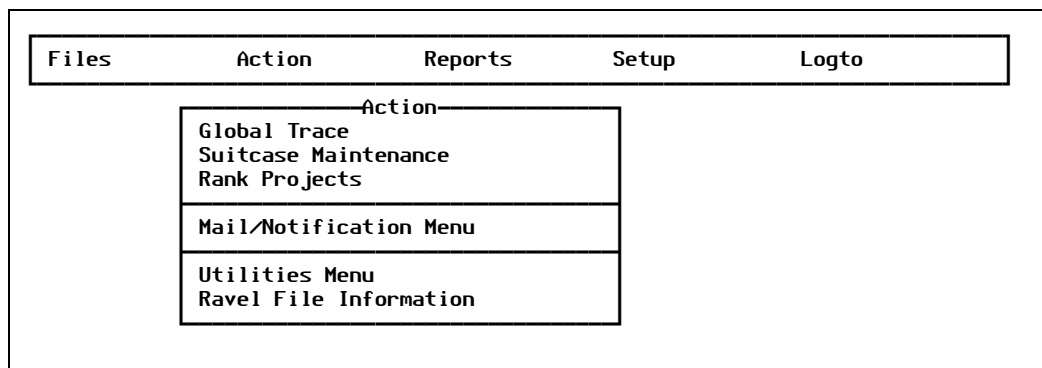 Files Action Reports Setup Logto
Action
Global Trace
Suitcase Maintenance
Rank Projects
Mail/Notification Menu
Utilities Menu
Ravel File Information